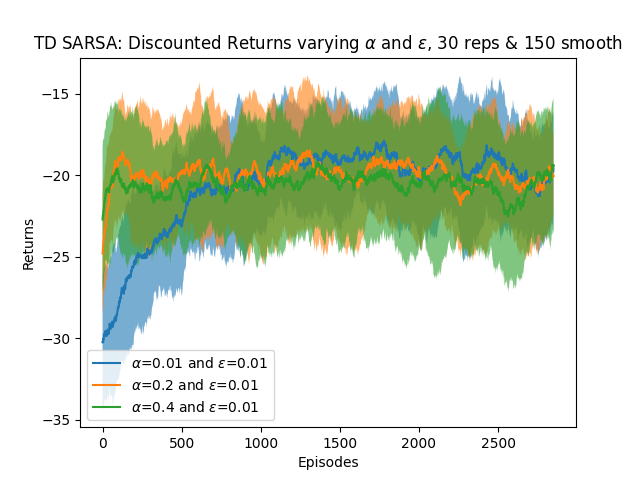 TD SARSA: Discounted Returns varying α and ε, 30 reps & 150 smooth
−15
−20
−25
−30
−35
Returns
α=0.01 and ε=0.01
α=0.2 and ε=0.01
α=0.4 and ε=0.01
0 500 1000 1500 2000 2500
Episodes